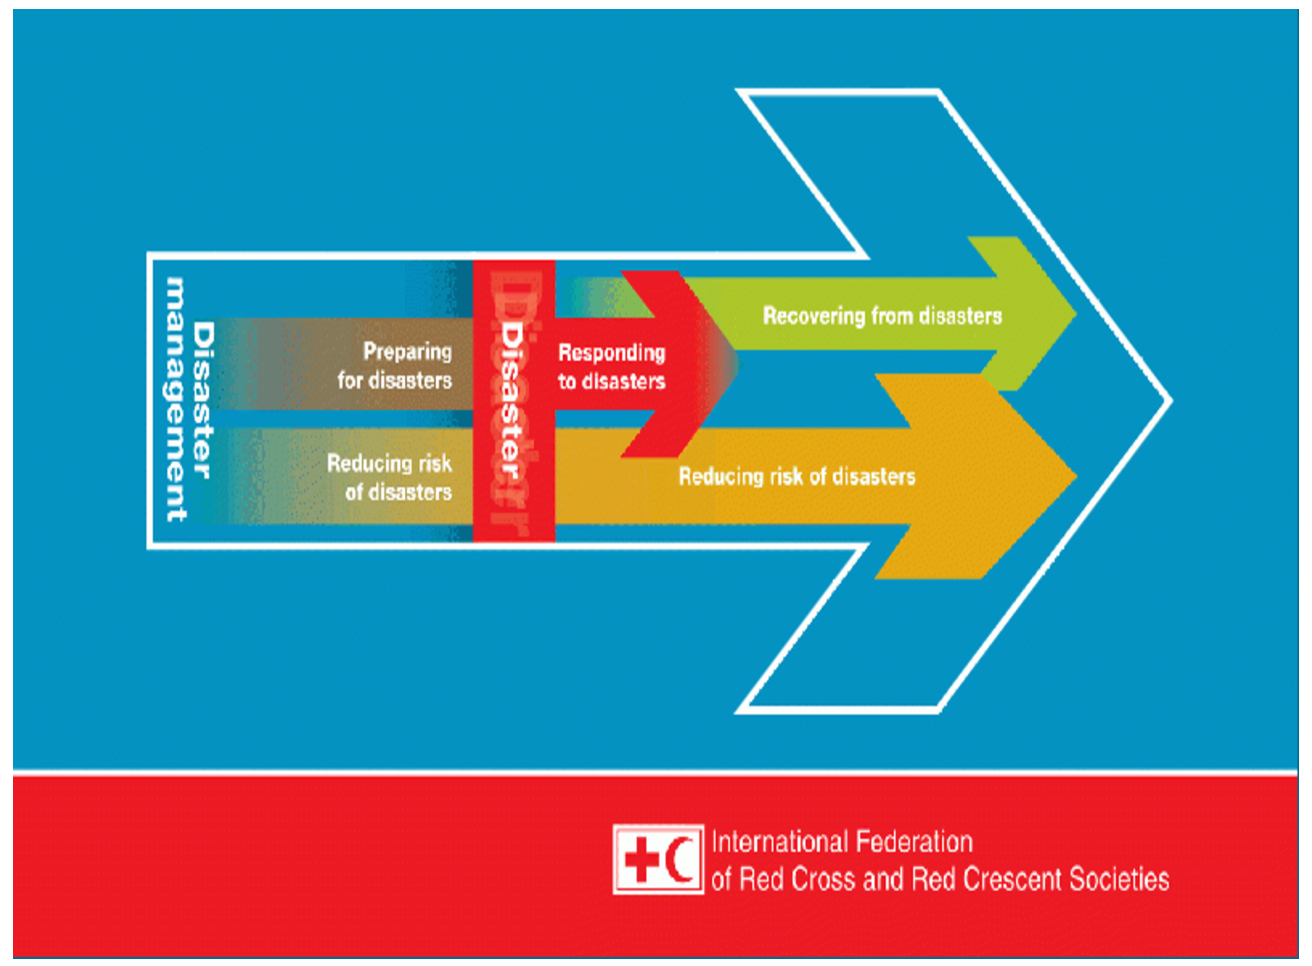 Disaster
management
Preparing
for disasters
Reducing risk
of disasters
Disaster
Responding
to disasters
Recovering from disasters
Reducing risk of disasters
International Federation
of Red Cross and Red Crescent Societies